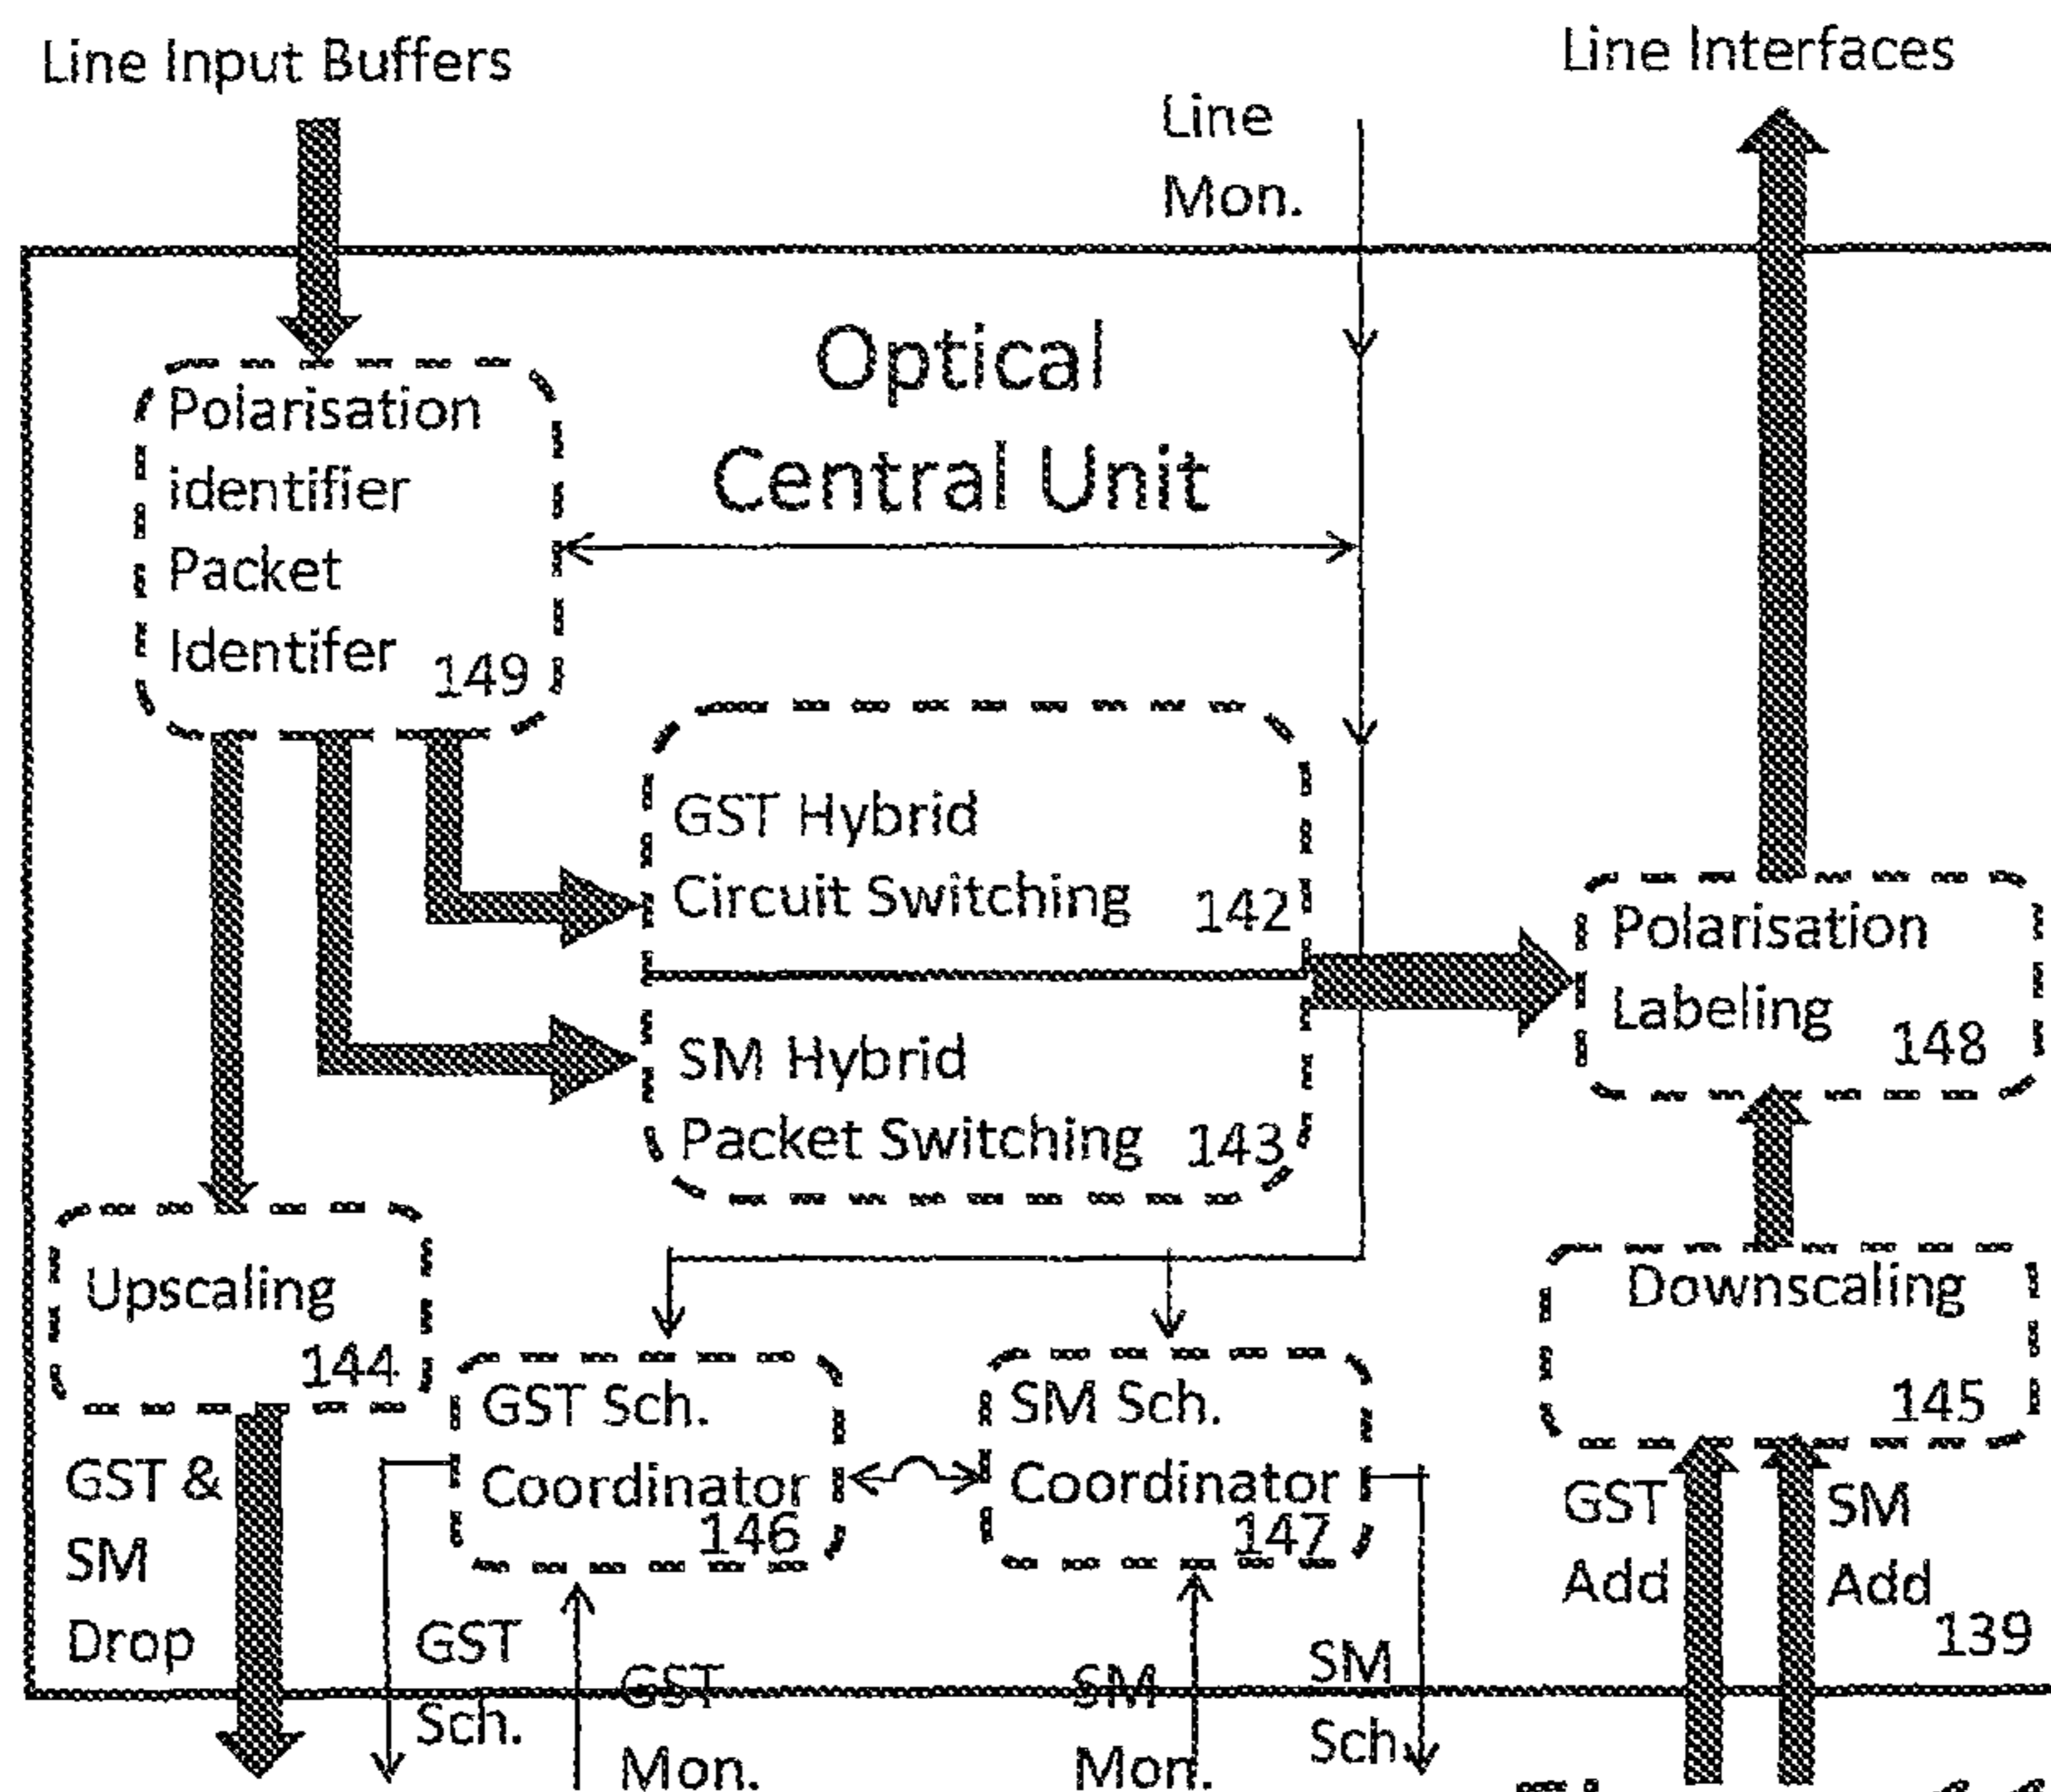 Line Input Buffers
Line Interfaces
Line
Mon.
Optical
Central Unit
Polarisation
identifier
Packet
Identifer
149
GST Hybrid
Circuit Switching
142
SM Hybrid
Packet Switching
143
Polarisation
Labeling
148
Upscaling
144
GST Sch.
Coordinator
146
SM Sch.
Coordinator
147
Downscaling
145
GST &
SM
Drop
GST
Sch.
GST
Mon.
SM
Mon.
SM
Sch.
GST
Add
SM
Add
139